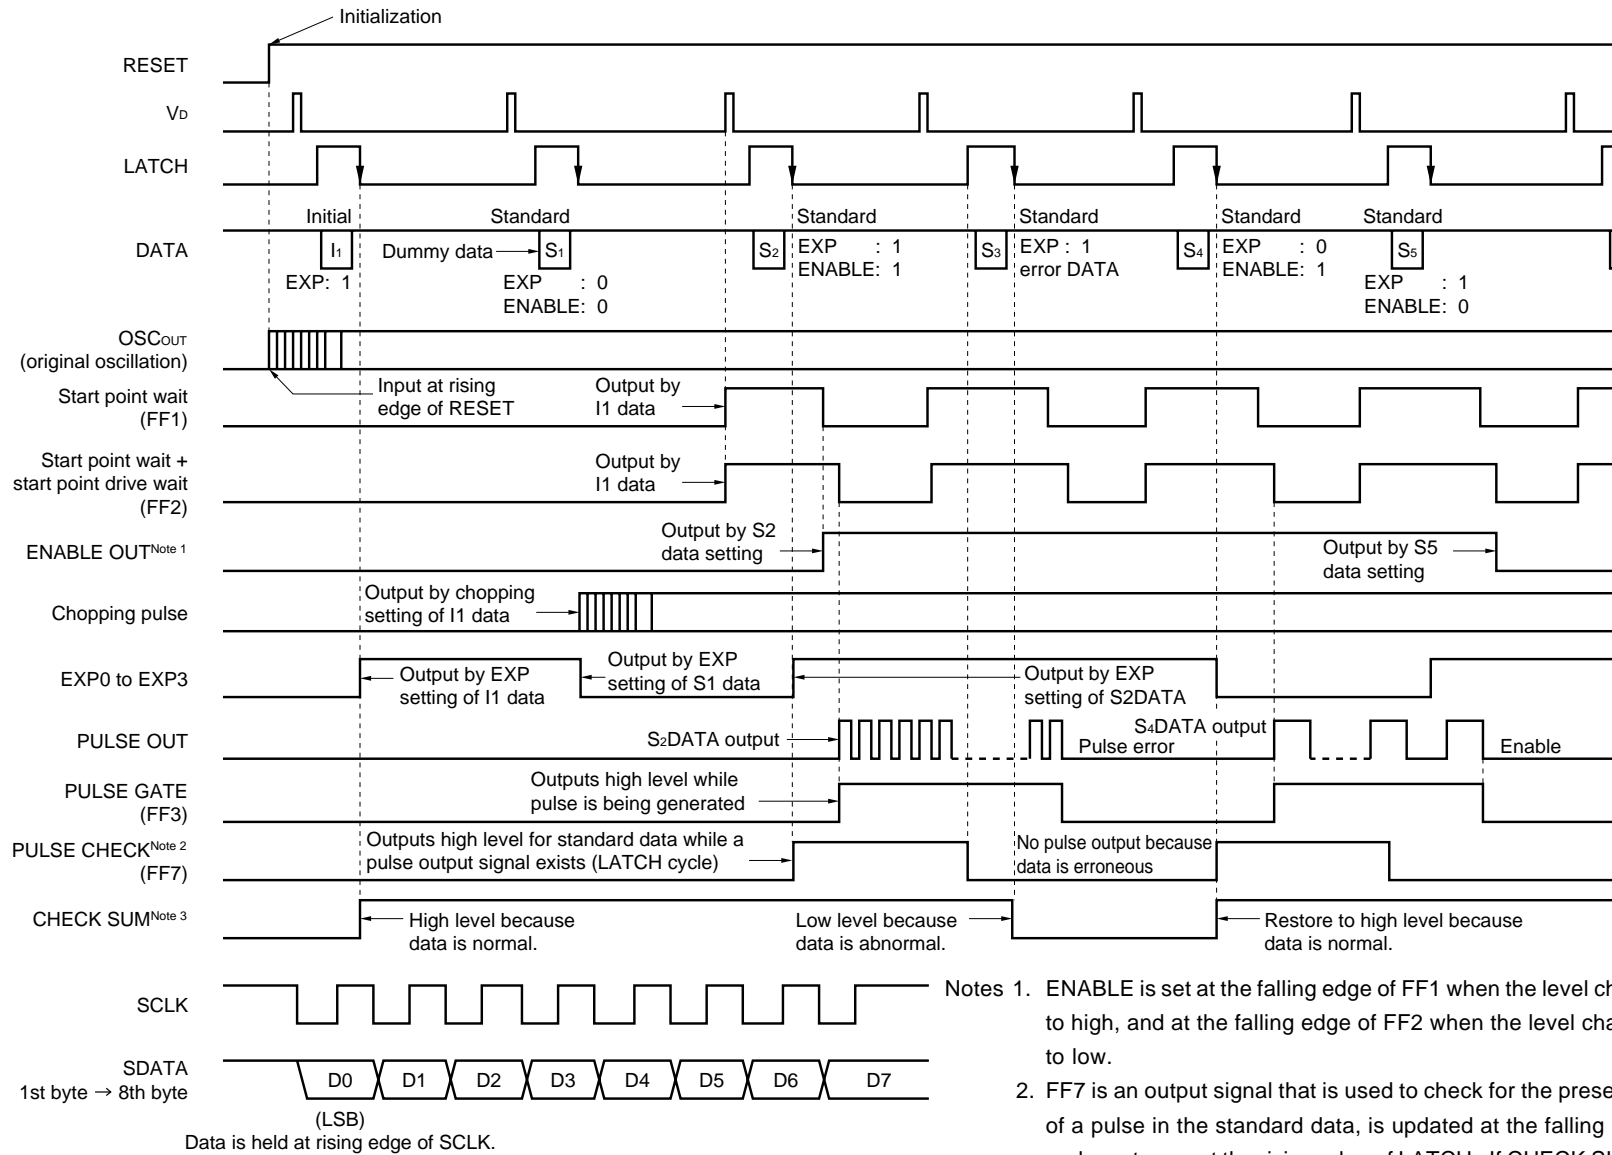 Initialization
RESET
VD
LATCH
Initial
Standard
Standard
Standard
Standard
Standard
DATA
I1
Dummy data
S1
S2
EXP : 1
ENABLE: 1
S3
EXP : 1
error DATA
S4
EXP : 0
ENABLE: 1
S5
EXP: 1
EXP : 0
ENABLE: 0
EXP : 1
ENABLE: 0
OSCOUT
(original oscillation)
Input at rising
edge of RESET
Start point wait
(FF1)
Output by
I1 data
Start point wait +
start point drive wait
(FF2)
Output by
I1 data
ENABLE OUT Note 1
Output by S2
data setting
Output by S5
data setting
Chopping pulse
Output by chopping
setting of I1 data
EXP0 to EXP3
Output by EXP
setting of I1 data
Output by EXP
setting of S1 data
Output by EXP
setting of S2DATA
PULSE OUT
S2DATA output
Pulse error
S4DATA output
Enable
PULSE GATE
(FF3)
Outputs high level while
pulse is being generated
PULSE CHECK Note 2
(FF7)
Outputs high level for standard data while a
pulse output signal exists (LATCH cycle)
No pulse output because
data is erroneous
CHECK SUM Note 3
High level because
data is normal.
Low level because
data is abnormal.
Restore to high level because
data is normal.
SCLK
SDATA
1st byte → 8th byte
D0 D1 D2 D3 D4 D5 D6 D7
(LSB)
Data is held at rising edge of SCLK.
Notes 1. ENABLE is set at the falling edge of FF1 when the level
to high, and at the falling edge of FF2 when the level
to low.
2. FF7 is an output signal that is used to check for the
of a pulse in the standard data, is updated at the falling